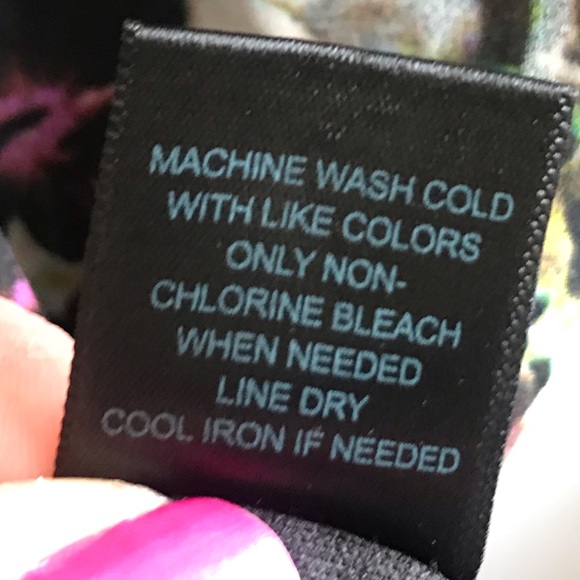 MACHINE WASH COLD
WITH LIKE COLORS
ONLY NON-
CHLORINE BLEACH
WHEN NEEDED
LINE DRY
COOL IRON IF NEEDED